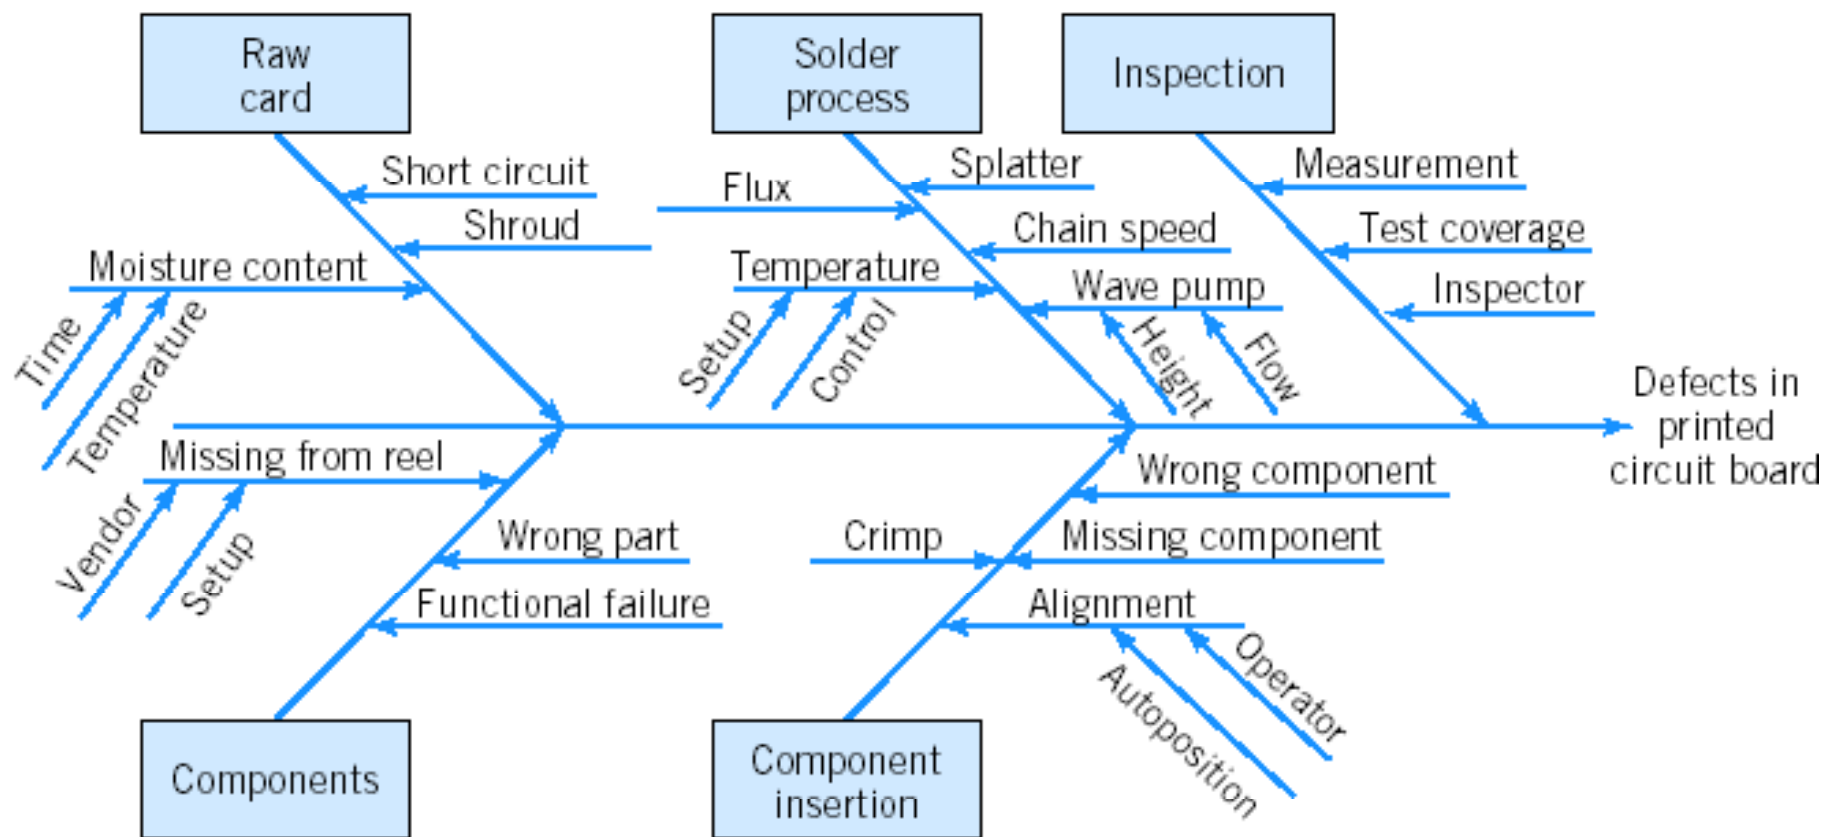 Raw
card
Solder
process
Inspection
Short circuit
Shroud
Moisture content
Time
Temperature
Flux
Splatter
Chain speed
Temperature
Setup
Control
Wave pump
Height
Flow
Measurement
Test coverage
Inspector
Defects in
printed
circuit board
Missing from reel
Vendor
Setup
Wrong part
Functional failure
Wrong component
Crimp
Missing component
Alignment
Autoposition
Operator
Components
Component
insertion